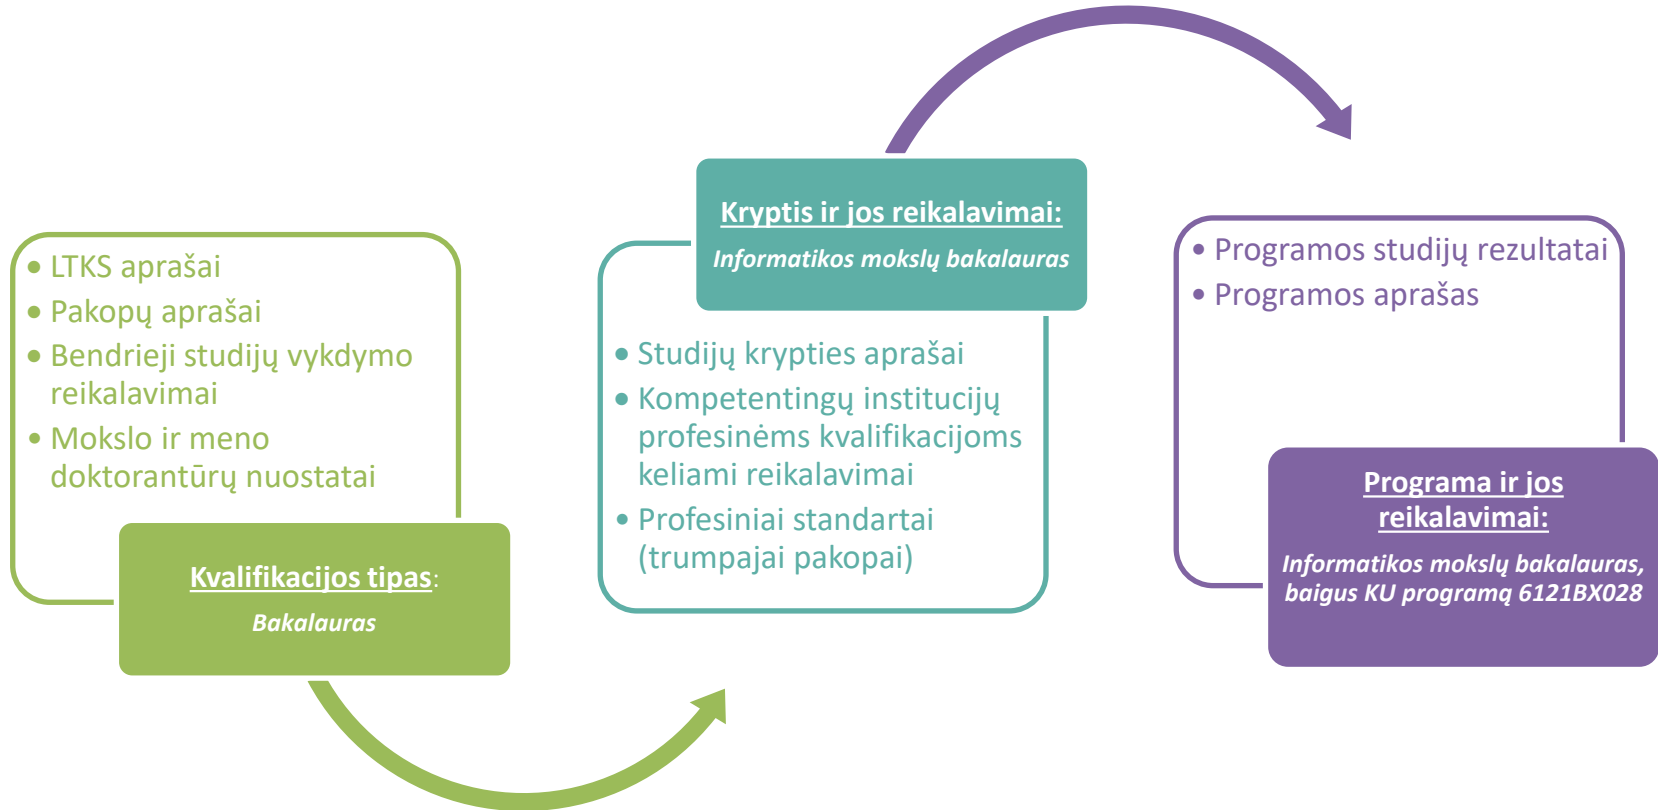 • LTKS aprašai
• Pakopų aprašai
• Bendrieji studijų vykdymo
reikalavimai
• Mokslo ir meno
doktorantūrų nuostatai
Kvalifikacijos tipas:
Bakalauras
Kryptis ir jos reikalavimai:
Informatikos mokslų bakalauras
• Studijų krypties aprašai
• Kompetentingų institucijų
profesinėms kvalifikacijoms
keliami reikalavimai
• Profesiniai standartai
(trumpajai pakopai)
• Programos studijų rezultatai
• Programos aprašas
Programa ir jos
reikalavimai:
Informatikos mokslų bakalauras,
baigus KU programą 6121BX028